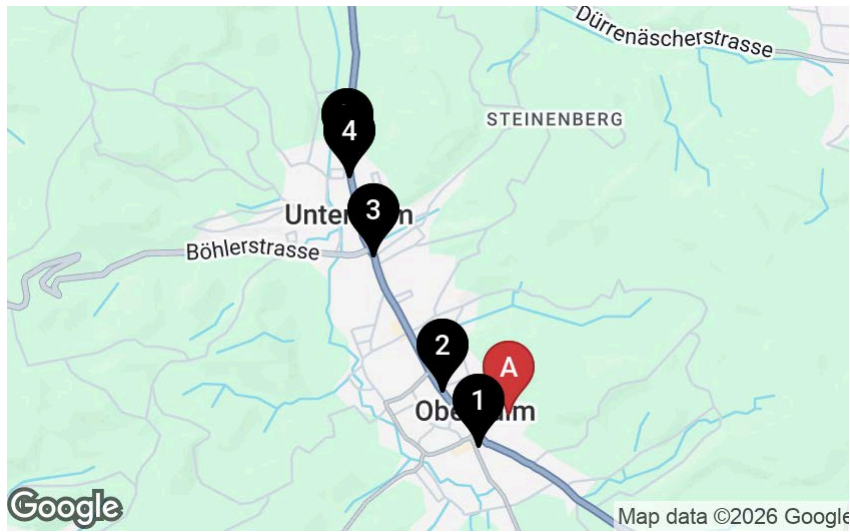 Dürrenäscherstrasse
STEINENBERG
4
3
Böhlerstrasse
2
A
1
Google
Map data ©2026 Google